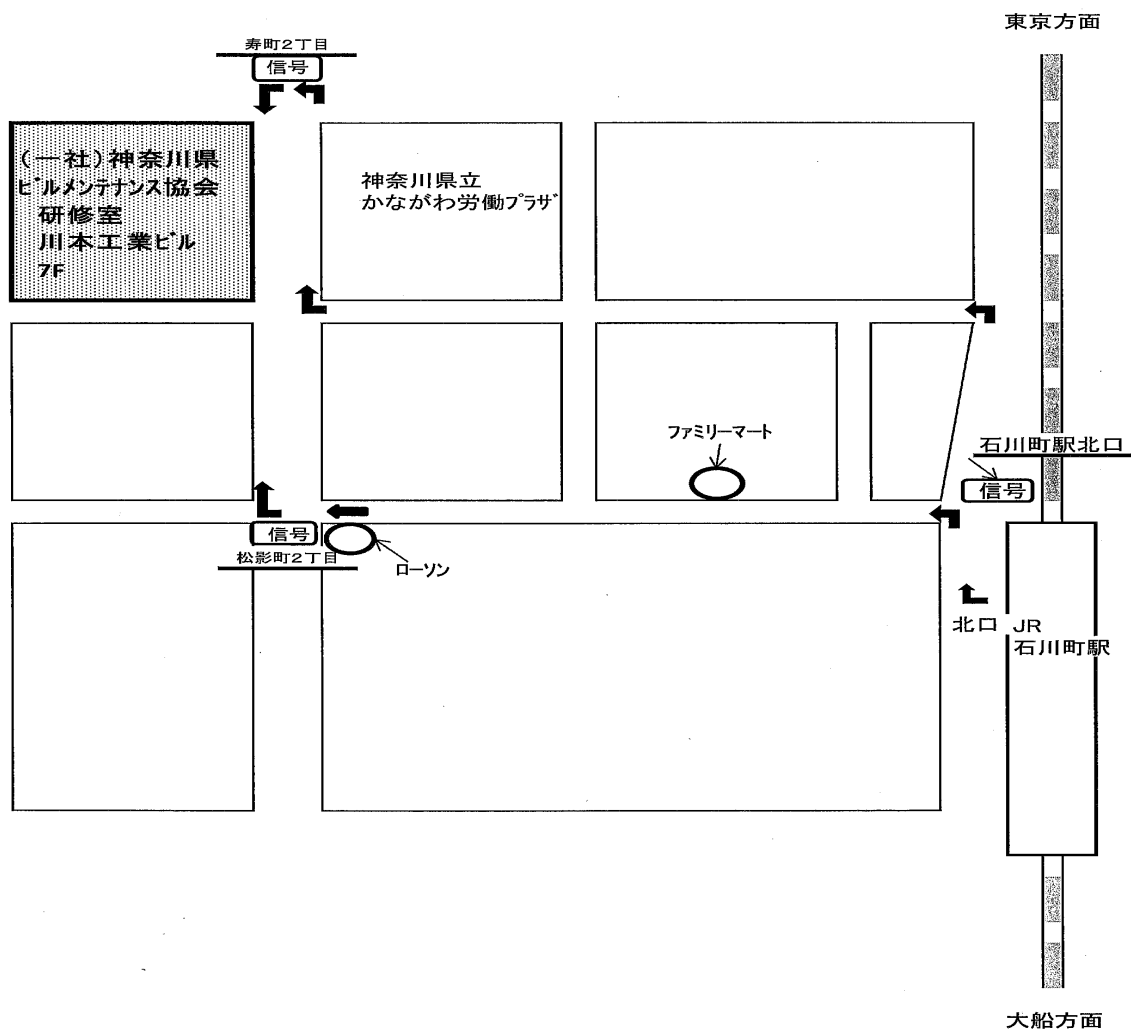 東京方面
寿町2丁目
信号
(一社)神奈川県
ビルメンテナンス協会
研修室
川本工業ビル
7F
神奈川県立
かながわ労働プラザ
ファミリーマート
石川町駅北口
信号
信号
松影町2丁目
ローソン
北口
JR
石川町駅
大船方面